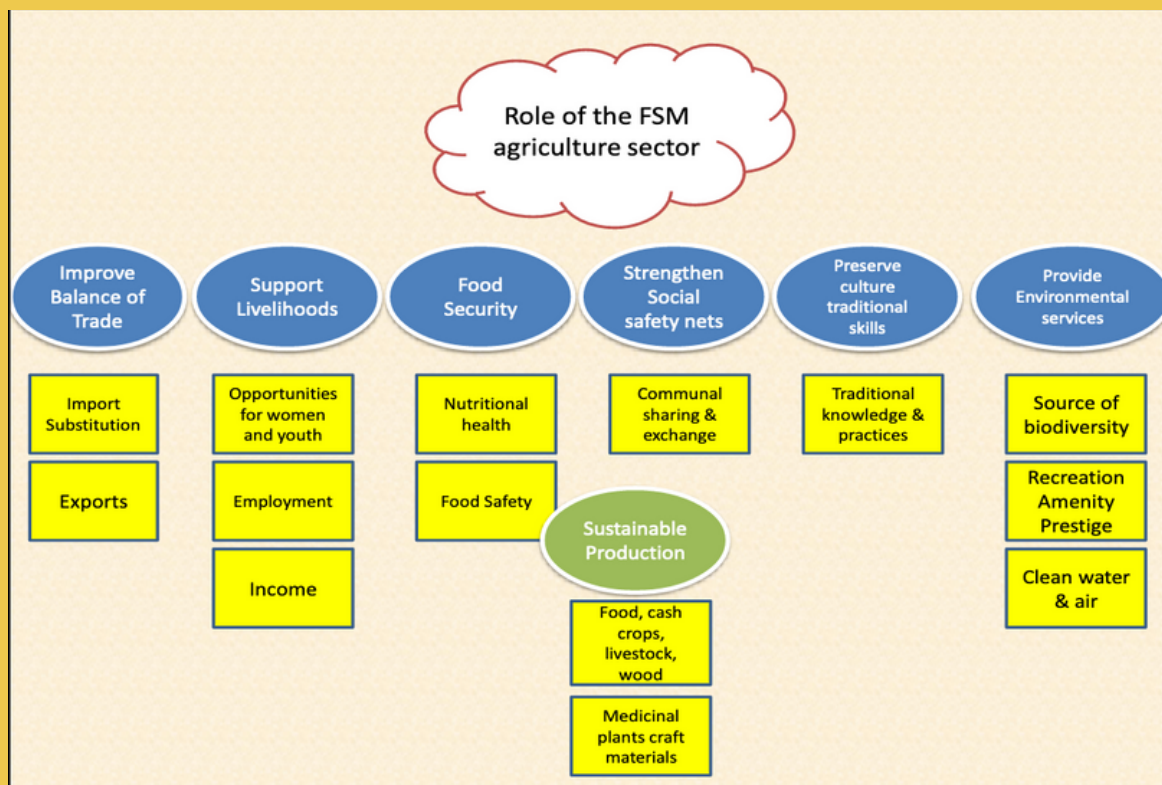 Role of the FSM
agriculture sector
Improve
Balance of
Trade
Support
Livelihoods
Food
Security
Strengthen
Social
safety nets
Preserve
culture
traditional
skills
Provide
Environmental
services
Import
Substitution
Exports
Opportunities
for women
and youth
Employment
Income
Nutritional
health
Food Safety
Communal
sharing &
exchange
Sustainable
Production
Food, cash
crops,
livestock,
wood
Medicinal
plants craft
materials
Traditional
knowledge &
practices
Source of
biodiversity
Recreation
Amenity
Prestige
Clean water
& air